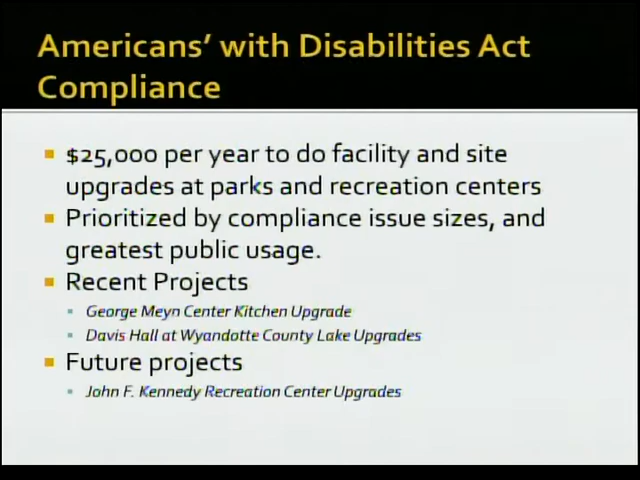 Americans’ with Disabilities Act
Compliance
$25,000 per year to do facility and site
upgrades at parks and recreation centers
Prioritized by compliance issue sizes, and
greatest public usage.
Recent Projects
George Meyn Center Kitchen Upgrade
Davis Hall at Wyandotte County Lake Upgrades
Future projects
John F. Kennedy Recreation Center Upgrades